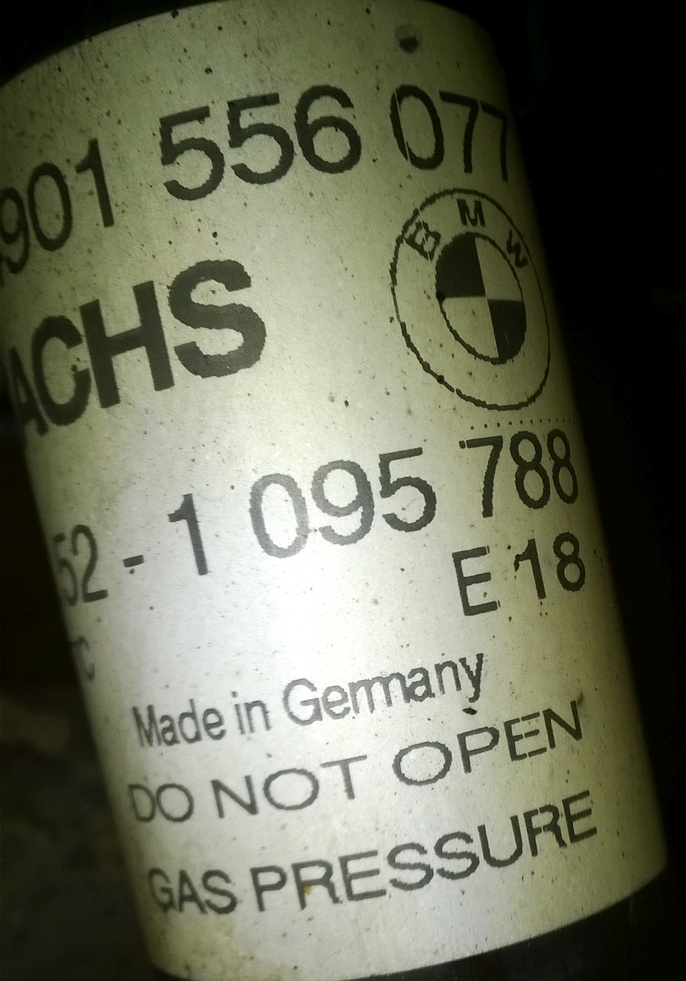 901 556 077
BMW
ACHS
52-1 095 788
E 18
Made in Germany
DO NOT OPEN
GAS PRESSURE